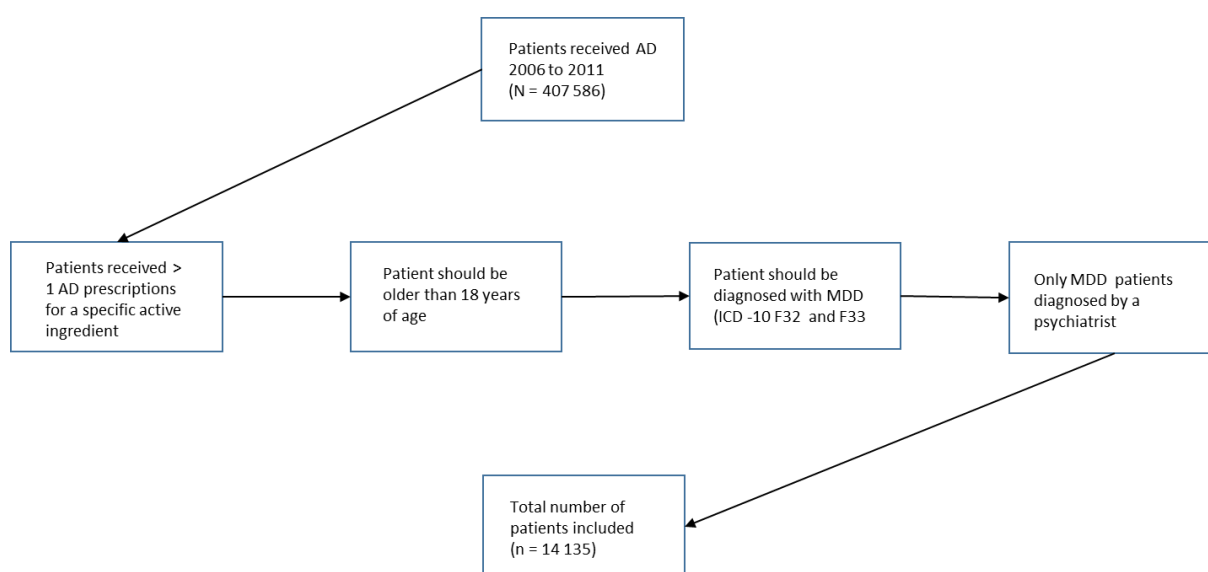 Patients received AD
2006 to 2011
(N = 407 586)
Patients received >
1 AD prescriptions
for a specific active
ingredient
Patient should be
older than 18 years
of age
Patient should be
diagnosed with MDD
(ICD -10 F32 and F33
Only MDD patients
diagnosed by a
psychiatrist
Total number of
patients included
(n = 14 135)